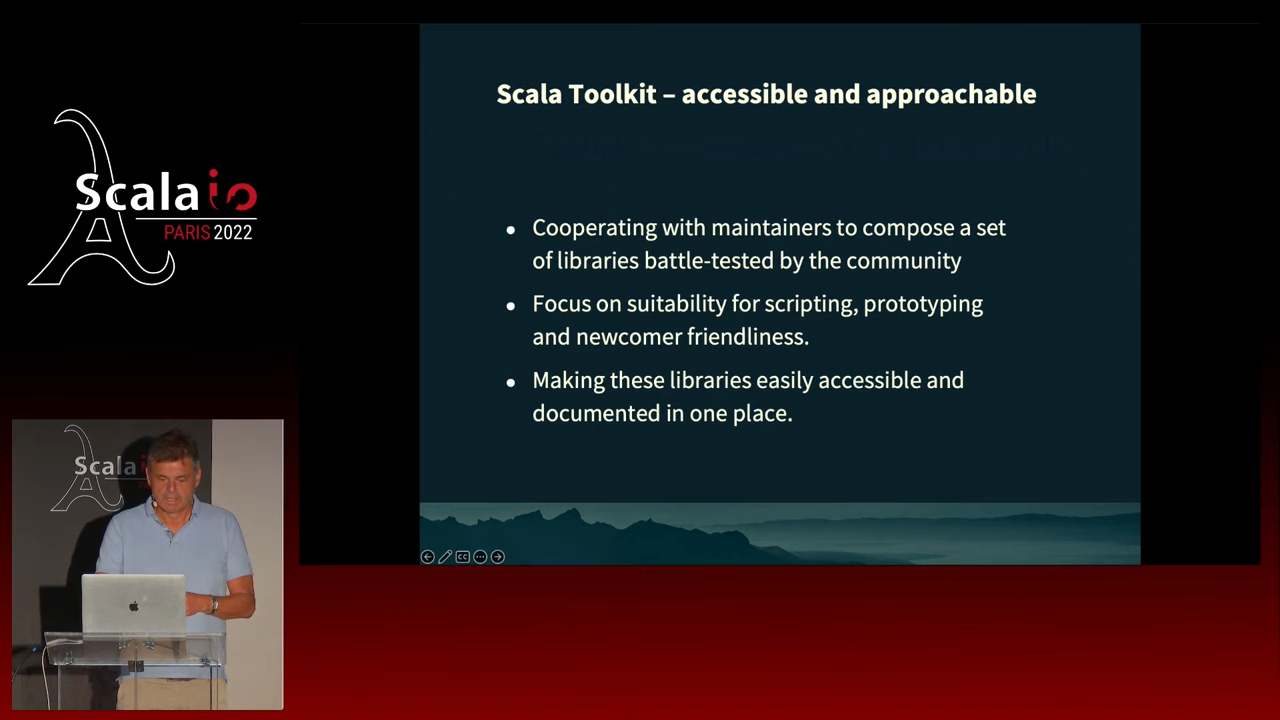 Scala Toolkit – accessible and approachable
Scalaio
PARIS 2022
Cooperating with maintainers to compose a set
of libraries battle-tested by the community
Focus on suitability for scripting, prototyping
and newcomer friendliness.
Making these libraries easily accessible and
documented in one place.
CC
Scala